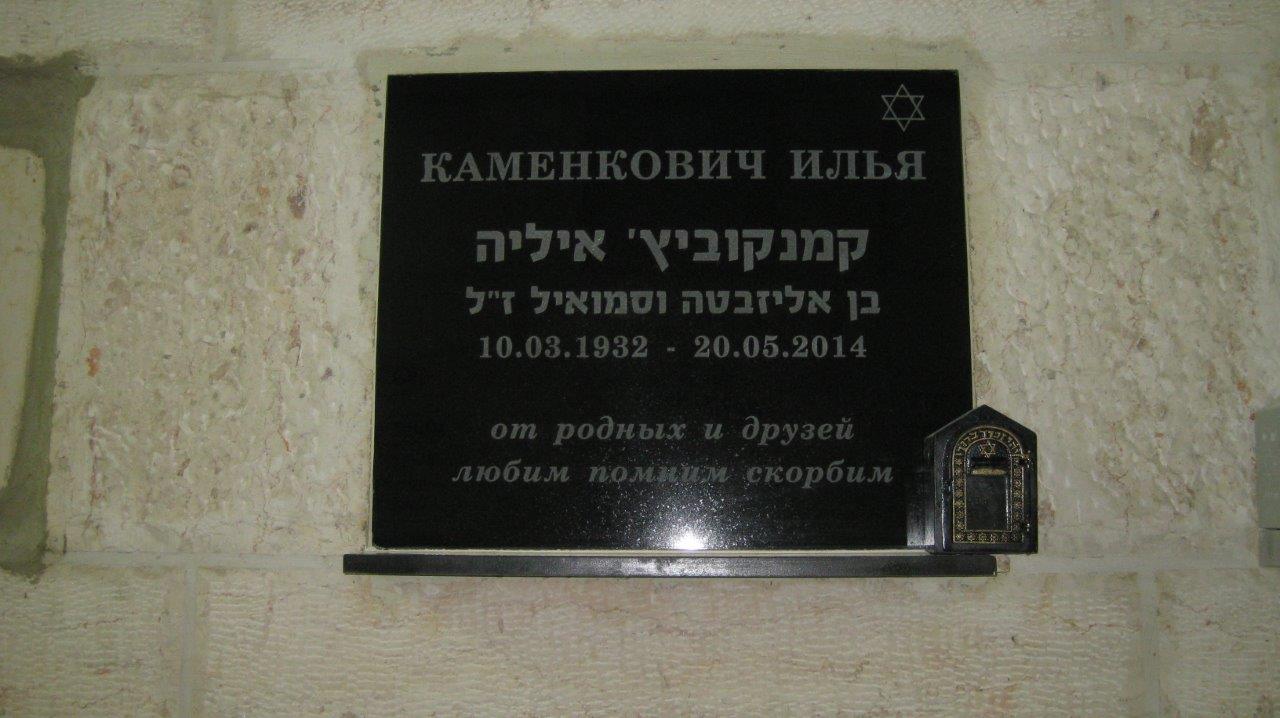 КАМЕНКОВИЧ ИЛЬЯ
קמנקוביץ' איליה
בן אליזבטה וסמואיל ז"ל
10.03.1932 - 20.05.2014
от родных и друзей
любим помним скорбим